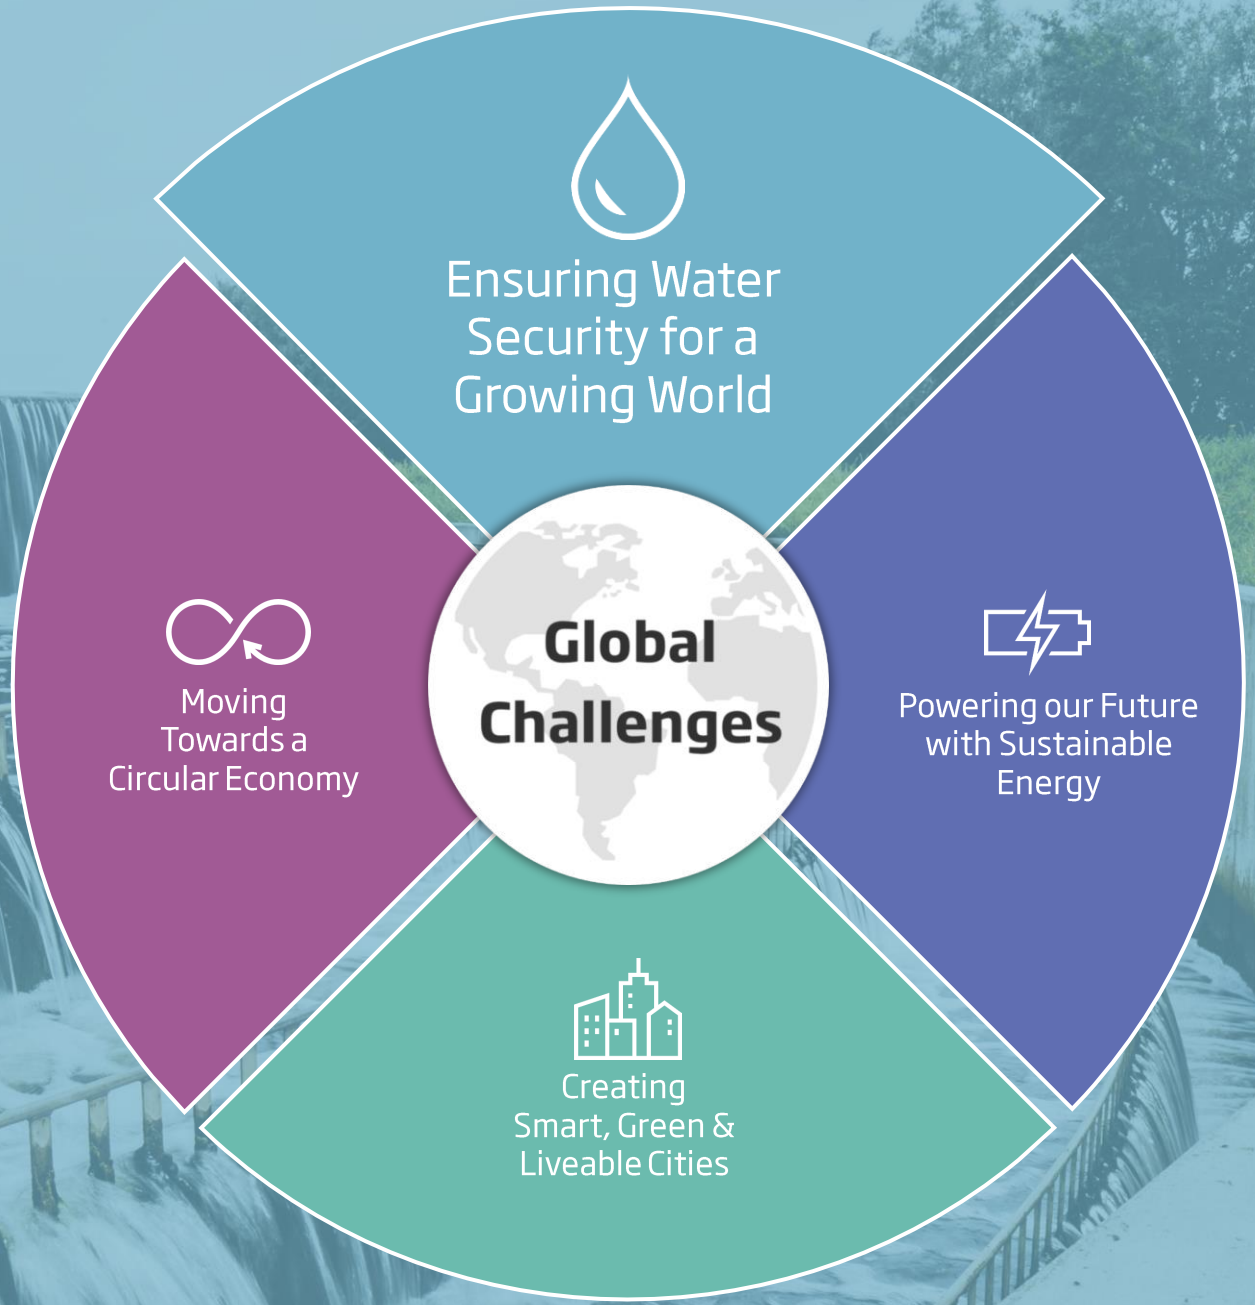 Ensuring Water
Security for a
Growing World
Moving
Towards a
Circular Economy
Global
Challenges
Powering our Future
with Sustainable
Energy
Creating
Smart, Green &
Liveable Cities